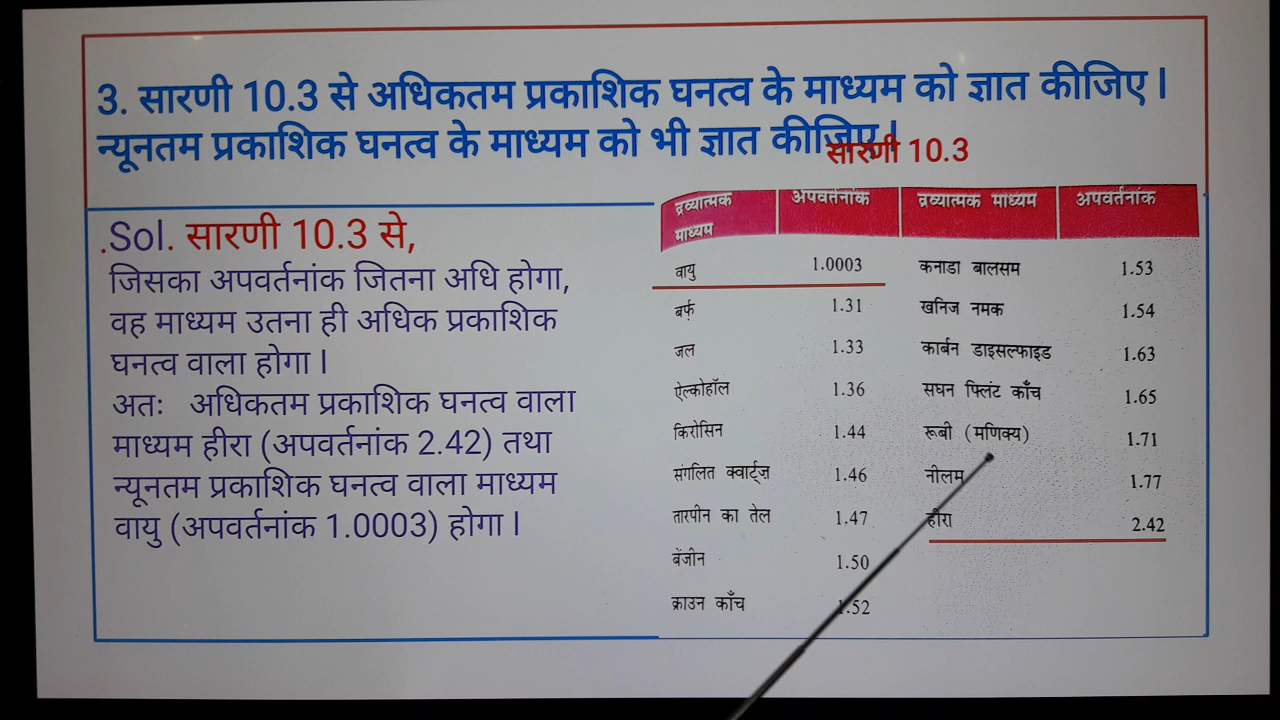 3. सारणी 10.3 से अधिकतम प्रकाशिक घनत्व के माध्यम को ज्ञात कीजिए ।
न्यूनतम प्रकाशिक घनत्व के माध्यम को भी ज्ञात कीजिए ।
सारणी 10.3
.Sol. सारणी 10.3 से,
जिसका अपवर्तनांक जितना अधि होगा,
वह माध्यम उतना ही अधिक प्रकाशिक
घनत्व वाला होगा ।
अतः अधिकतम प्रकाशिक घनत्व वाला
माध्यम हीरा (अपवर्तनांक 2.42) तथा
न्यूनतम प्रकाशिक घनत्व वाला माध्यम
वायु (अपवर्तनांक 1.0003) होगा ।
द्रव्यात्मक माध्यम अपवर्तनांक द्रव्यात्मक माध्यम अपवर्तनांक
वायु 1.0003 कनाडा बालसम 1.53
बर्फ़ 1.31 खनिज नमक 1.54
जल 1.33 कार्बन डाइसल्फाइड 1.63
ऐल्कोहॉल 1.36 सघन फ्लिंट काँच 1.65
किरोसिन 1.44 रूबी (मणिक्य) 1.71
संगलित क्वार्ट्ज़ 1.46 नीलम 1.77
तारपीन का तेल 1.47 हीरा 2.42
बेंजीन 1.50
क्राउन काँच 1.52